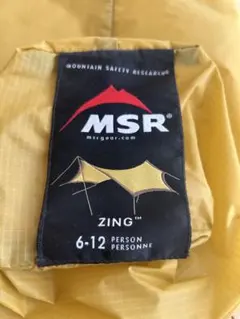 MOUNTAIN SAFETY RESEARCH
MSR®
msrgear.com
ZING™
6-12 PERSON
PERSONNE